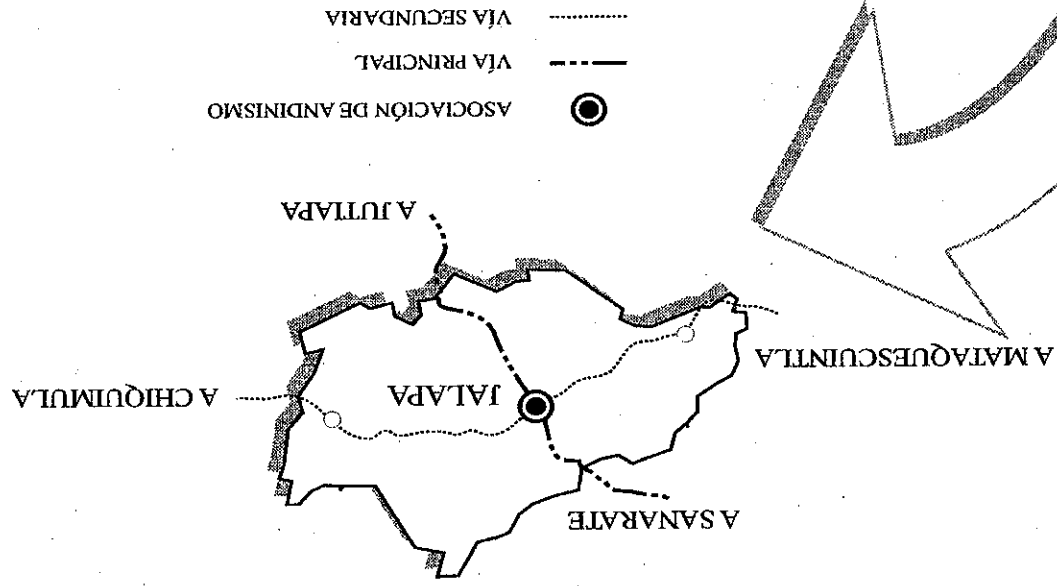 A SANARATE
JALAPA
A CHIQUIMULA
A MATAQUESCUINTLA
A JUTIAPA
ASOCIACIÓN DE ANDINISMO
VÍA PRINCIPAL
VÍA SECUNDARIA